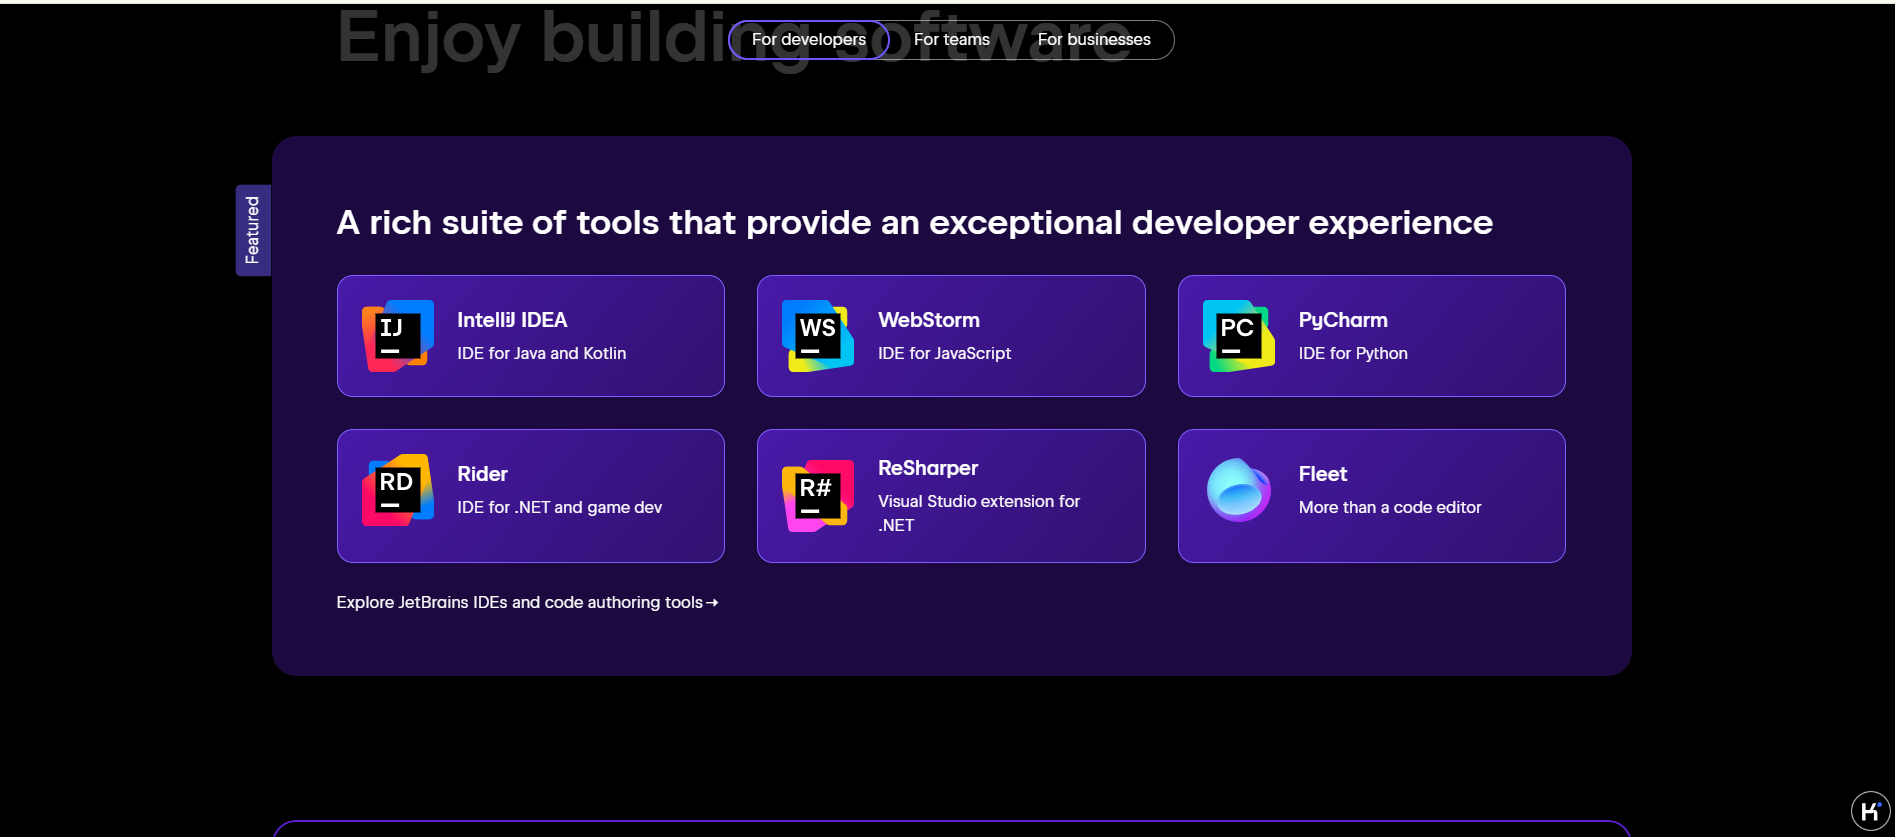 Enjoy building software
For developers
For teams
For businesses
Featured
A rich suite of tools that provide an exceptional developer experience
IJ
IntelliJ IDEA
IDE for Java and Kotlin
WS
WebStorm
IDE for JavaScript
PC
PyCharm
IDE for Python
RD
Rider
IDE for .NET and game dev
R#
ReSharper
Visual Studio extension for
.NET
Fleet
More than a code editor
Explore JetBrains IDEs and code authoring tools →
K